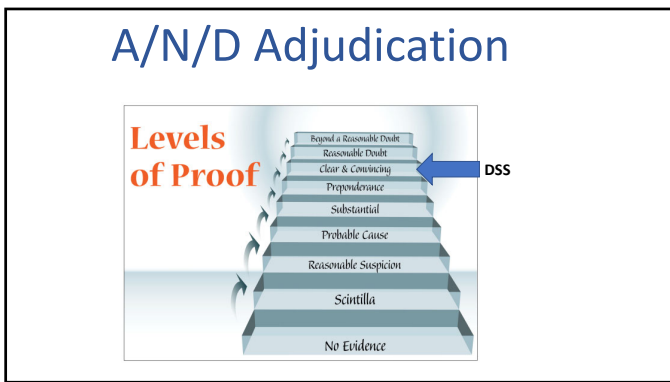 A/N/D Adjudication
Levels
of Proof
Beyond a Reasonable Doubt
Reasonable Doubt
Clear & Convincing
DSS
Preponderance
Substantial
Probable Cause
Reasonable Suspicion
Scintilla
No Evidence